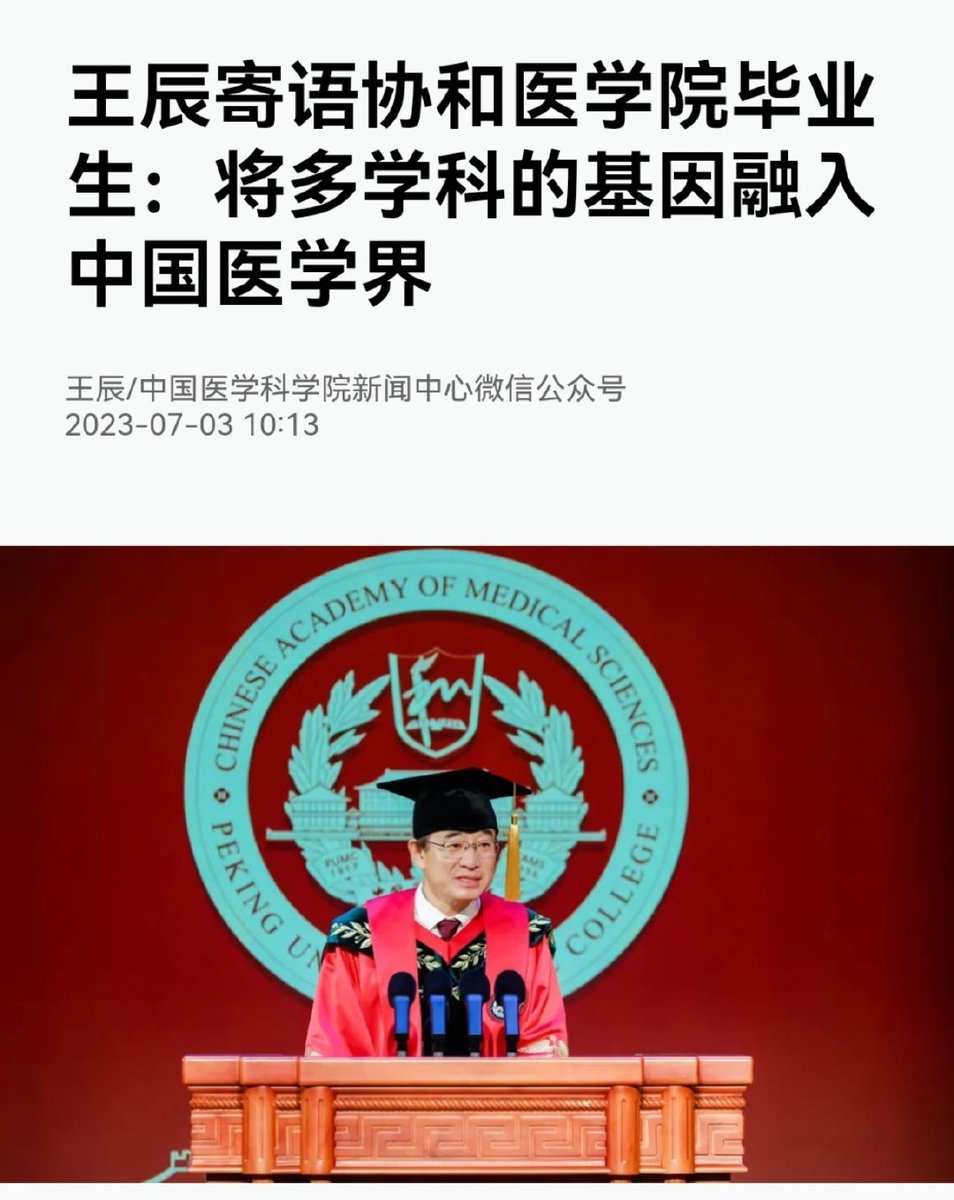 王辰寄语协和医学院毕业
生：将多学科的基因融入
中国医学界
王辰/中国医学科学院新闻中心微信公众号
2023-07-03 10:13
CHINESE ACADEMY OF MEDICAL SCIENCES
PUMC
1917
PEKING UN
COLLEGE